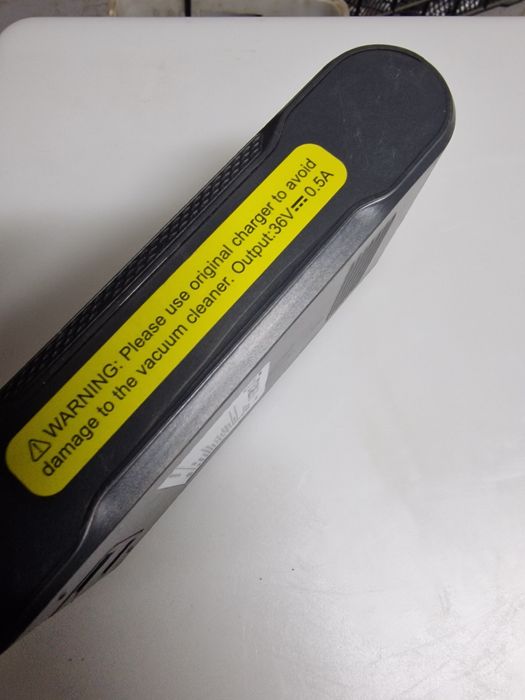 ⚠WARNING: Please use original charger to avoid
damage to the vacuum cleaner. Output:36V⎓0.5A